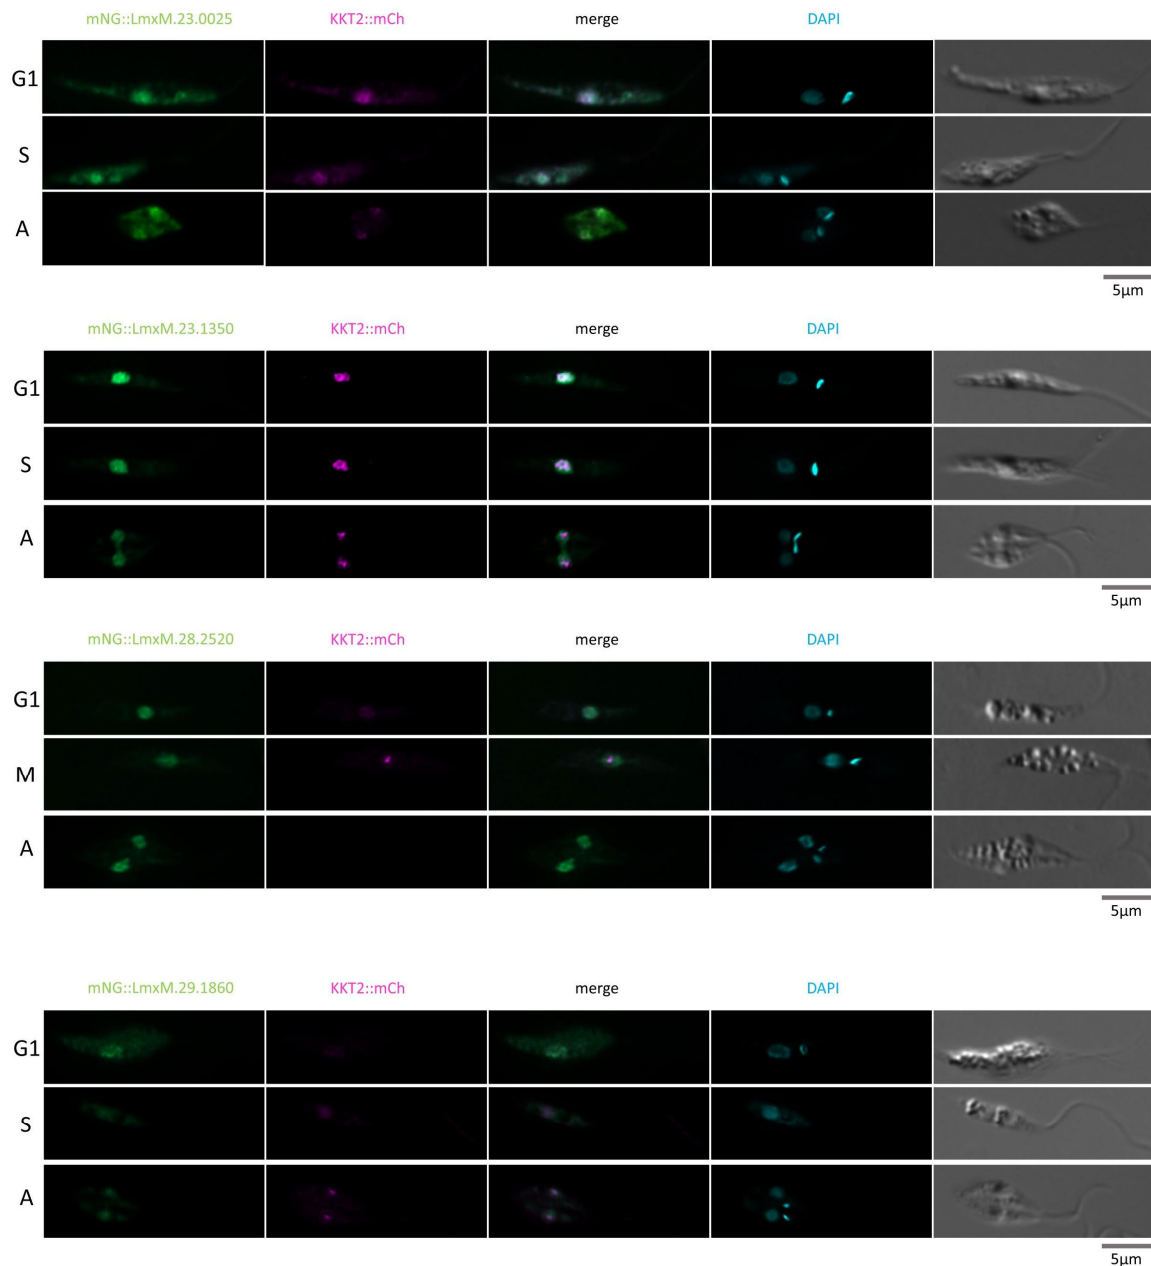 mNG::LmxM.23.0025 KKT2::mCh merge DAPI
G1
S
A
5µm
mNG::LmxM.23.1350 KKT2::mCh merge DAPI
G1
S
A
5µm
mNG::LmxM.28.2520 KKT2::mCh merge DAPI
G1
M
A
5µm
mNG::LmxM.29.1860 KKT2::mCh merge DAPI
G1
S
A
5µm